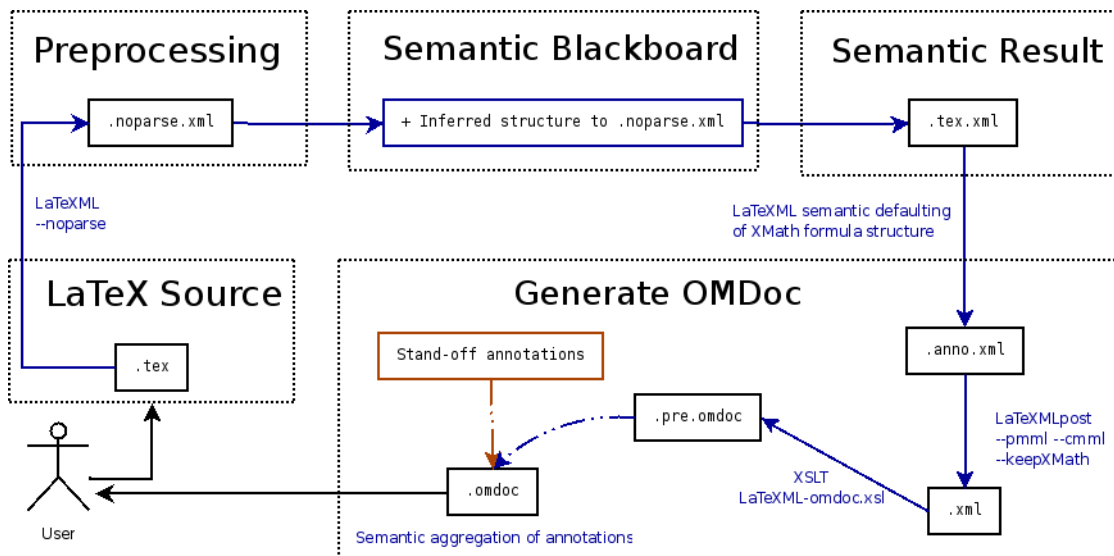 Preprocessing
Semantic Blackboard
Semantic Result
.noparse.xml
+ Inferred structure to .noparse.xml
.tex.xml
LaTeXML
--noparse
LaTeXML semantic defaulting
of XMath formula structure
LaTeX Source
Generate OMDoc
.tex
Stand-off annotations
.anno.xml
.pre.omdoc
LaTeXMLpost
--pmml --cmml
--keepXMath
XSLT
LaTeXML-omdoc.xsl
.omdoc
.xml
User
Semantic aggregation of annotations